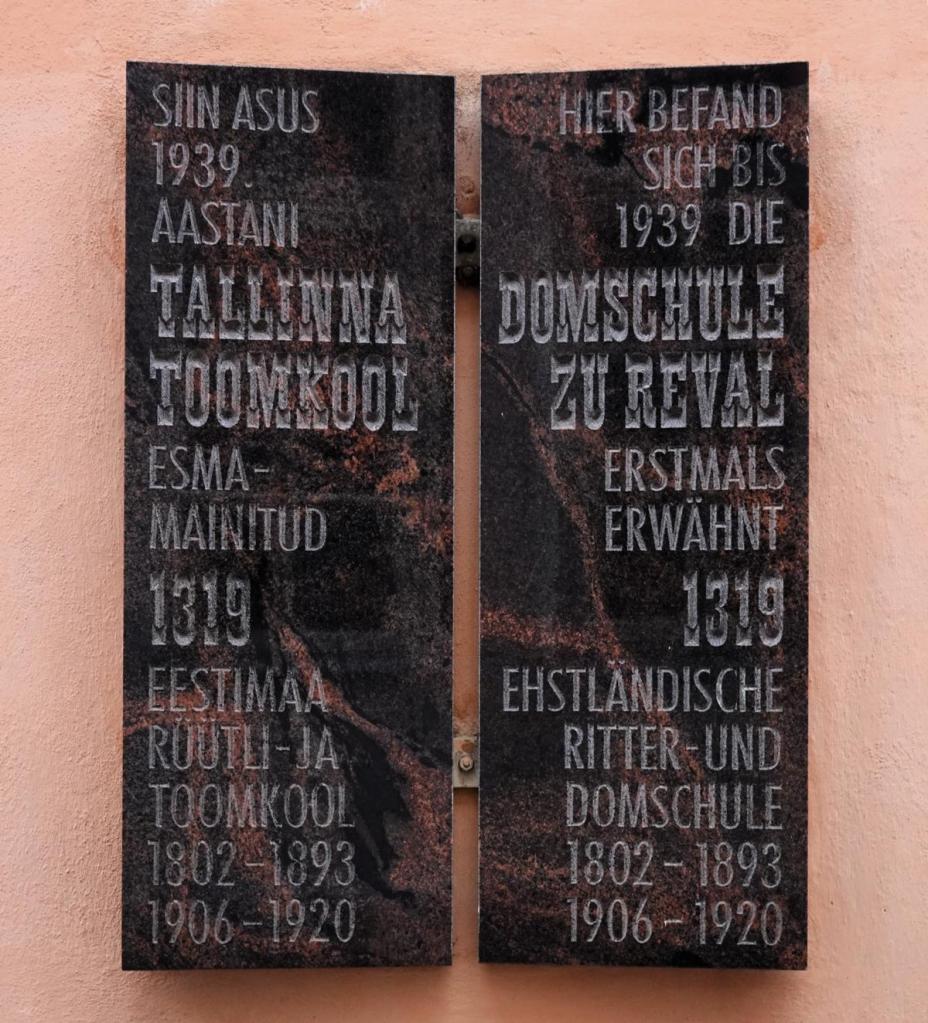 SIIN ASUS
1939.
AASTANI
TALLINNA
TOOMKOOL
ESMA-
MAINITUD
1319
EESTIMAA
RÜÜTLI-JA
TOOMKOOL
1802-1893
1906-1920
HIER BEFAND
SICH BIS
1939 DIE
DOMSCHULE
ZU REVAL
ERSTMALS
ERWÄHNT
1319
EHSTLÄNDISCHE
RITTER-UND
DOMSCHULE
1802-1893
1906-1920